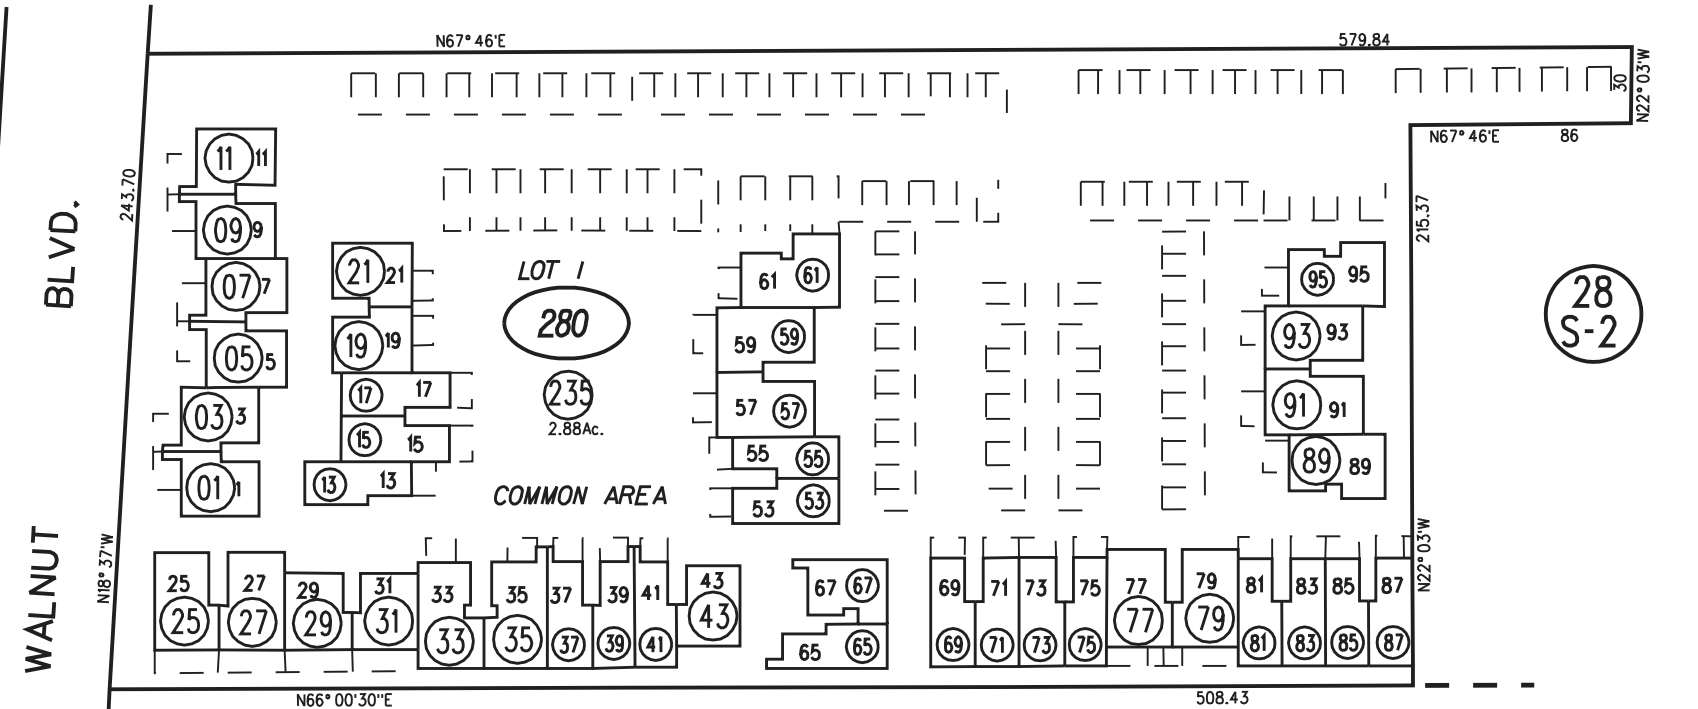 N67° 46'E
579.84
30
N22° 03'W
N67° 46'E
86
243.70
215.37
BLVD.
WALNUT
N18° 37'W
N22° 03'W
28
S-2
LOT 1
280
235
2.88Ac.
COMMON AREA
11 11
09 9
07 7
05 5
03 3
01 1
21 21
19 19
17 17
15 15
13 13
61 61
59 59
57 57
55 55
53 53
95 95
93 93
91 91
89 89
25 27 29 31 33 35 37 39 41 43
25 27 29 31 33 35 37 39 41 43
67 67
65 65
69 71 73 75 77 79 81 83 85 87
69 71 73 75 77 79 81 83 85 87
N66° 00'30"E
508.43